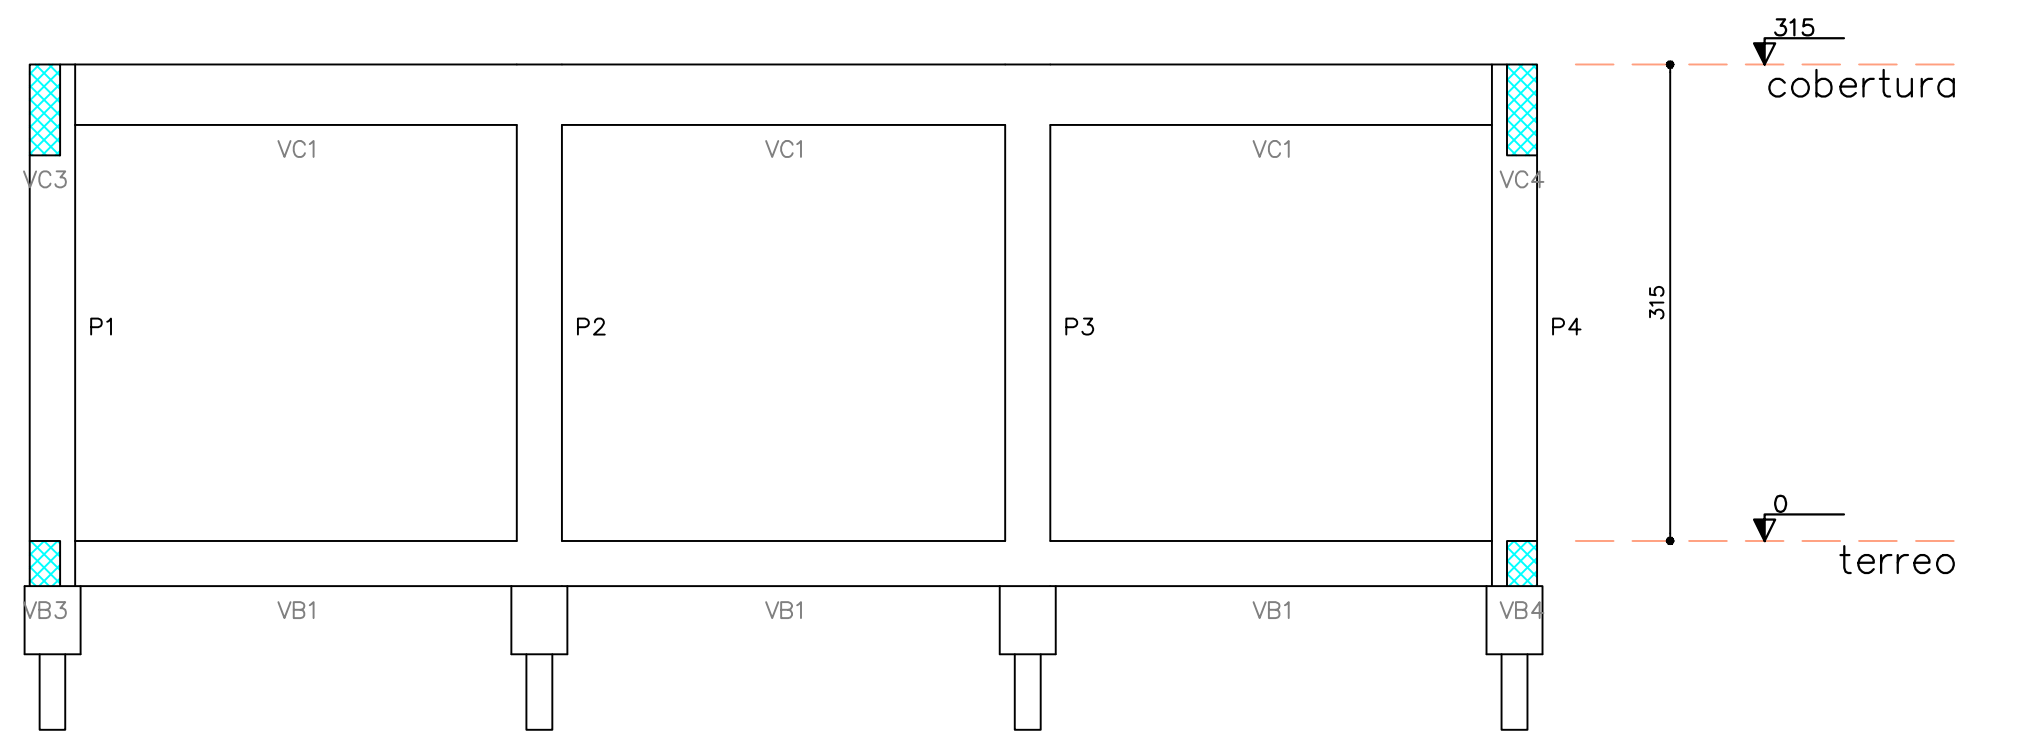 315
cobertura
VC1 VC1 VC1
VC3 VC4
315
P1 P2 P3 P4
0
terreo
VB3 VB1 VB1 VB1 VB4